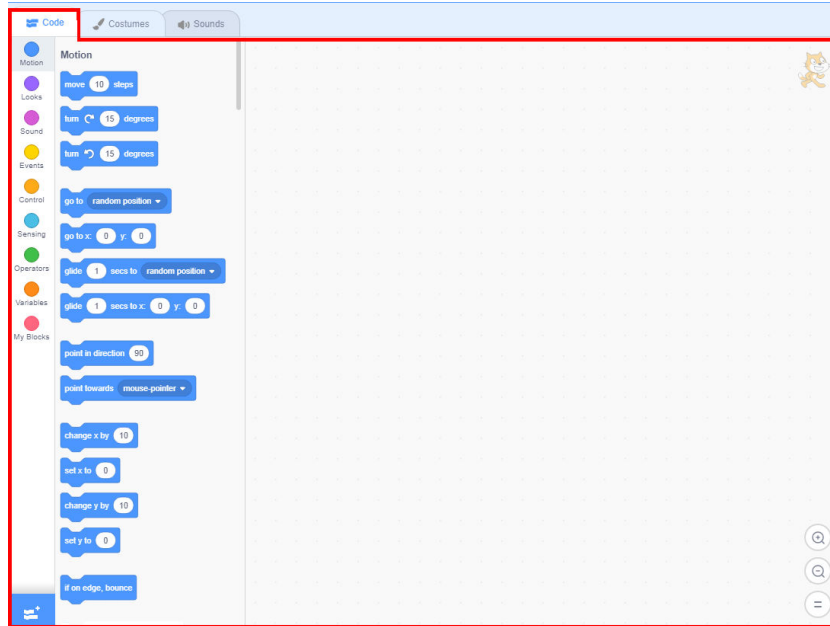 Code Costumes Sounds
Motion
Looks
Sound
Events
Control
Sensing
Operators
Variables
My Blocks
Motion
move 10 steps
turn 15 degrees
turn 15 degrees
go to random position
go to x: 0 y: 0
glide 1 secs to random position
glide 1 secs to x: 0 y: 0
point in direction 90
point towards mouse-pointer
change x by 10
set x to 0
change y by 10
set y to 0
if on edge, bounce